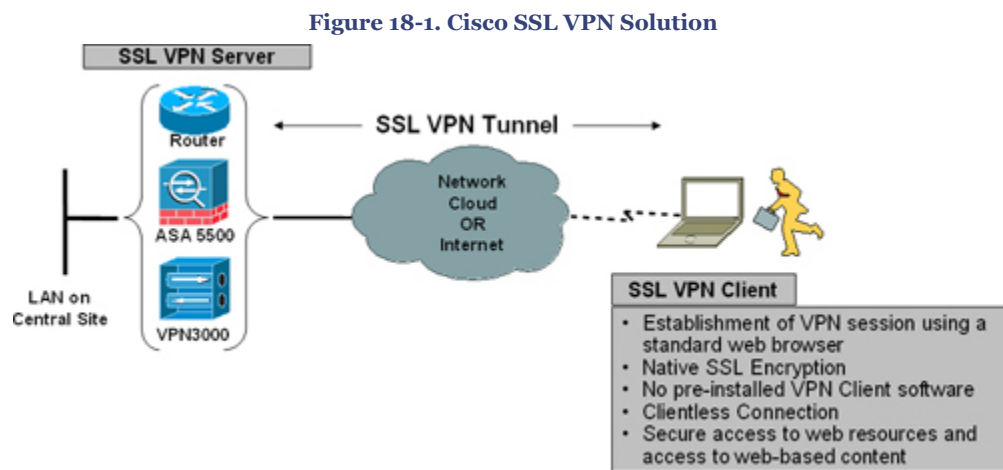 Figure 18-1. Cisco SSL VPN Solution
SSL VPN Server
Router
ASA 5500
VPN3000
LAN on
Central Site
SSL VPN Tunnel
Network
Cloud
OR
Internet
SSL VPN Client
• Establishment of VPN session using a
standard web browser
• Native SSL Encryption
• No pre-installed VPN Client software
• Clientless Connection
• Secure access to web resources and
access to web-based content